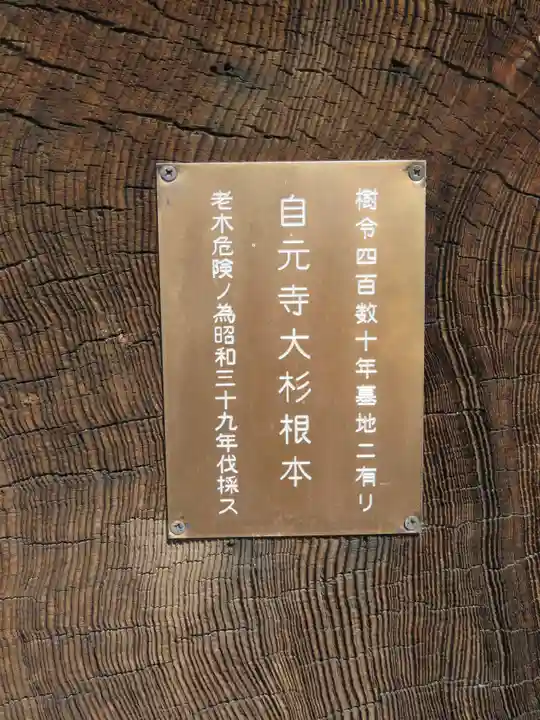 樹令四百数十年墓地ニ有リ
自元寺大杉根本
老木危険ノ為昭和三十九年伐採ス